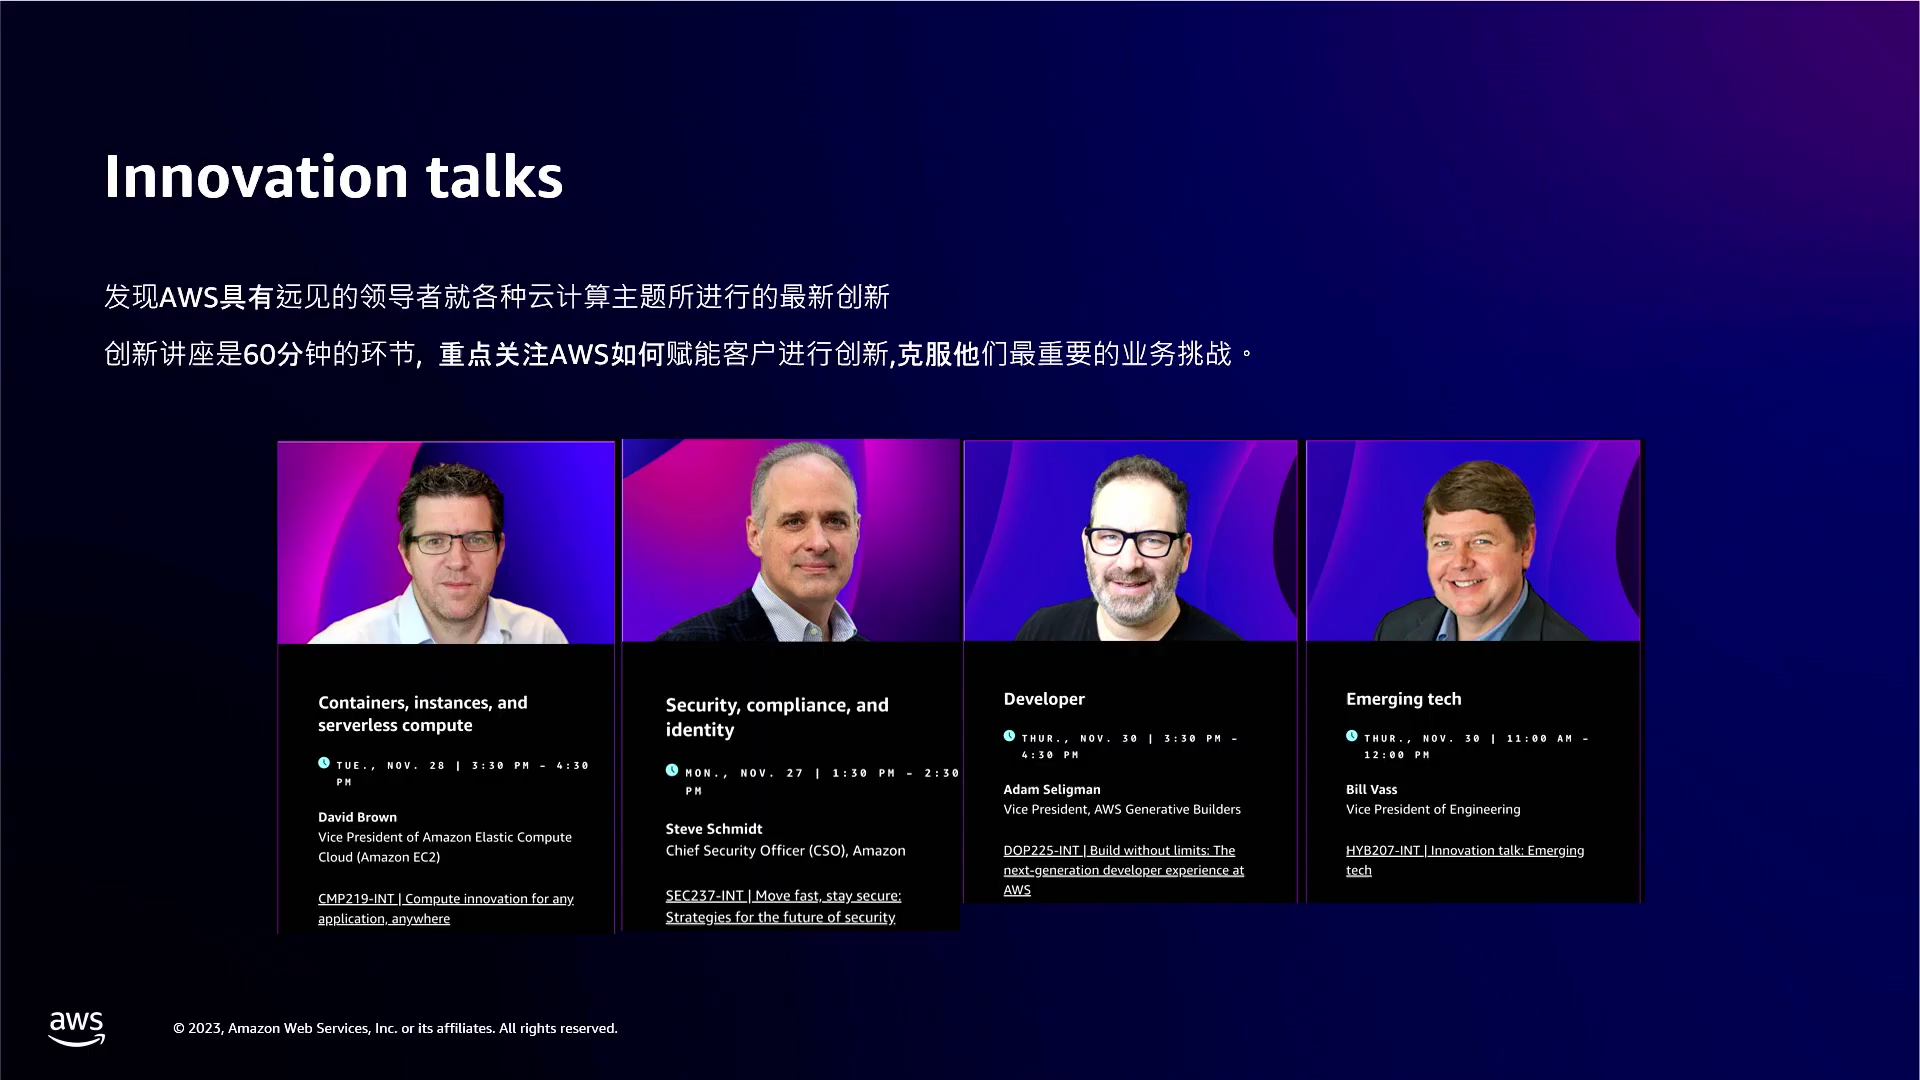 Innovation talks
发现AWS具有远见的领导者就各种云计算主题所进行的最新创新
创新讲座是60分钟的环节, 重点关注AWS如何赋能客户进行创新,克服他们最重要的业务挑战。
Containers, instances, and
serverless compute
TUE., NOV. 28 | 3:30 PM – 4:30
PM
David Brown
Vice President of Amazon Elastic Compute
Cloud (Amazon EC2)
CMP219-INT | Compute innovation for any
application, anywhere
Security, compliance, and
identity
MON., NOV. 27 | 1:30 PM – 2:30
PM
Steve Schmidt
Chief Security Officer (CSO), Amazon
SEC237-INT | Move fast, stay secure:
Strategies for the future of security
Developer
THUR., NOV. 30 | 3:30 PM –
4:30 PM
Adam Seligman
Vice President, AWS Generative Builders
DOP225-INT | Build without limits: The
next-generation developer experience at
AWS
Emerging tech
THUR., NOV. 30 | 11:00 AM –
12:00 PM
Bill Vass
Vice President of Engineering
HYB207-INT | Innovation talk: Emerging
tech
aws
© 2023, Amazon Web Services, Inc. or its affiliates. All rights reserved.